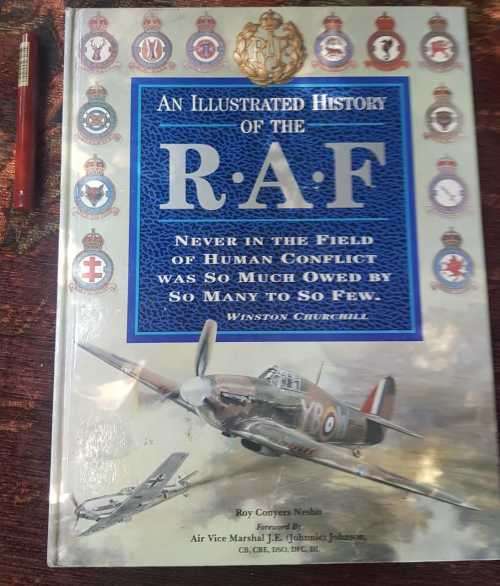 AN ILLUSTRATED HISTORY
OF THE
R·A·F
NEVER IN THE FIELD
OF HUMAN CONFLICT
WAS SO MUCH OWED BY
SO MANY TO SO FEW.
WINSTON CHURCHILL
YB W
Roy Conyers Nesbit
Foreword By
Air Vice Marshal J.E. (Johnnie) Johnson,
CB, CBE, DSO, DFC, DL